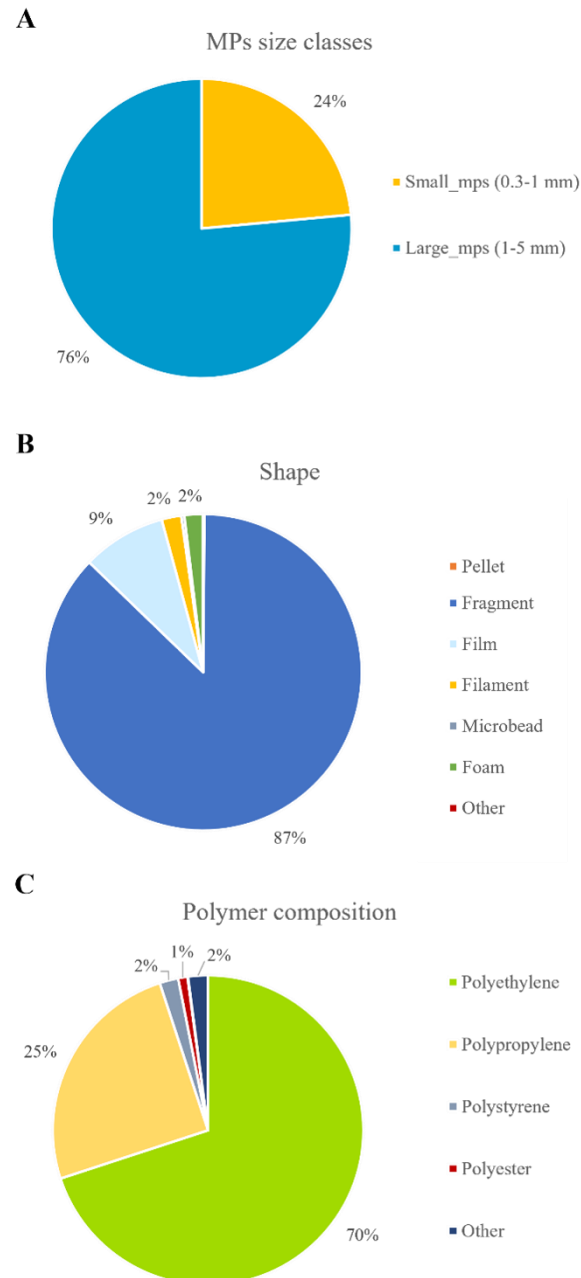 A
MPs size classes
24%
Small_mps (0.3-1 mm)
Large_mps (1-5 mm)
76%
B
Shape
2% 2%
9%
Pellet
Fragment
Film
Filament
Microbead
Foam
Other
87%
C
Polymer composition
2% 1% 2%
Polyethylene
25%
Polypropylene
Polystyrene
Polyester
Other
70%